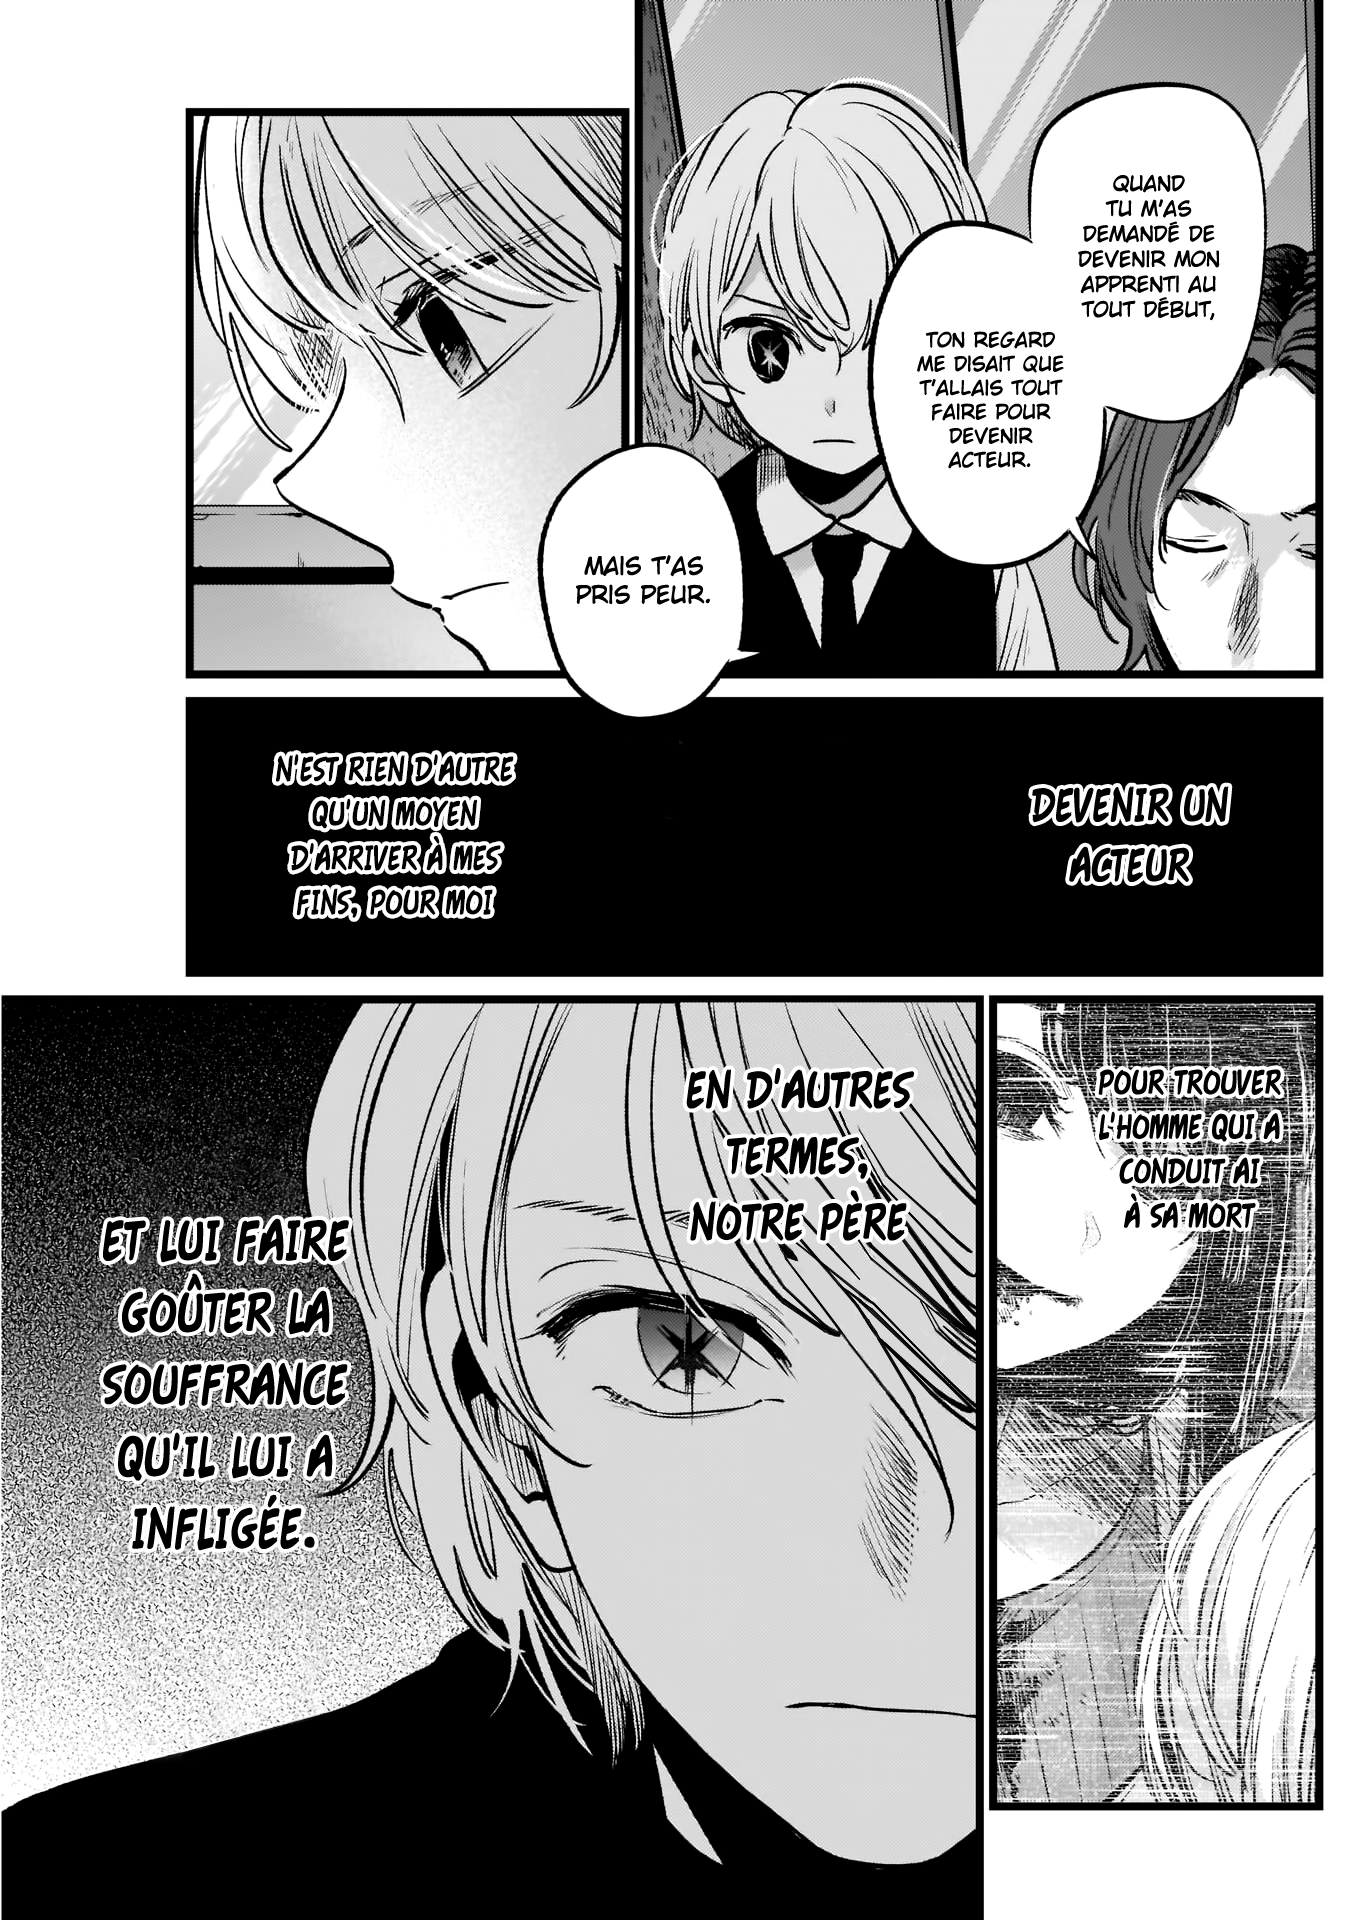 QUAND
TU M'AS
DEMANDÉ DE
DEVENIR MON
APPRENTI AU
TOUT DÉBUT,
TON REGARD
ME DISAIT QUE
T'ALLAIS TOUT
FAIRE POUR
DEVENIR
ACTEUR.
MAIS T'AS
PRIS PEUR.
DEVENIR UN
ACTEUR
N'EST RIEN D'AUTRE
QU'UN MOYEN
D'ARRIVER À MES
FINS, POUR MOI
POUR TROUVER
L'HOMME QUI A
CONDUIT AI
À SA MORT
EN D'AUTRES
TERMES,
NOTRE PÈRE
ET LUI FAIRE
GOÛTER LA
SOUFFRANCE
QU'IL LUI A
INFLIGÉE.